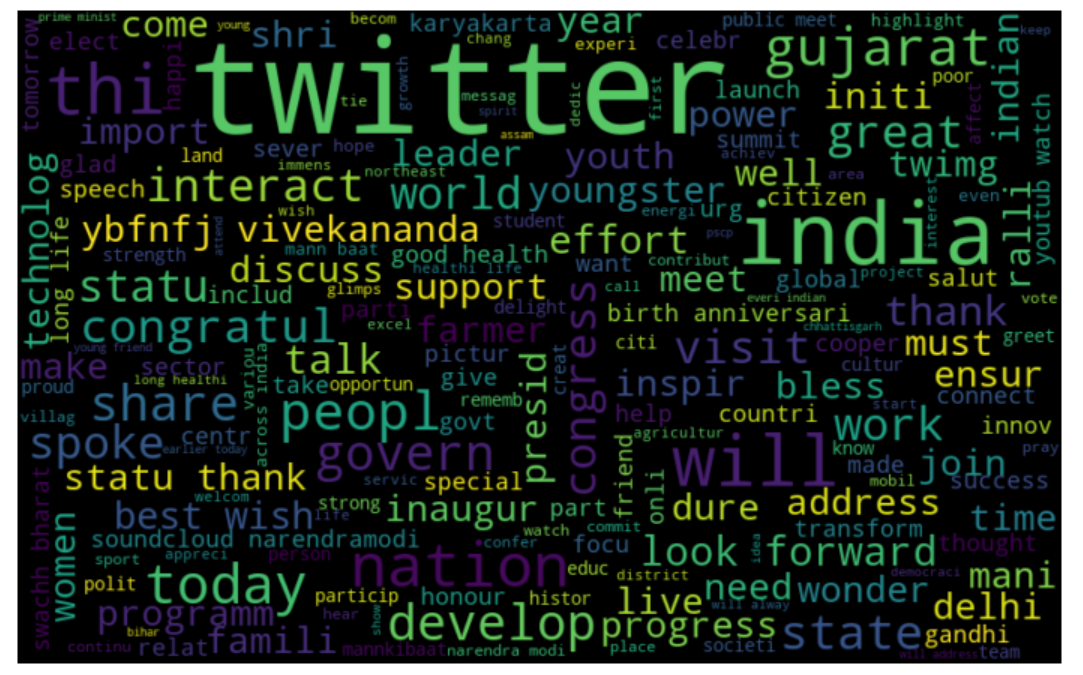 prime minist
come
young
shri
becom
karyakarta
chang
year
experi
public meet
celebr
highlight
gujarat
indian
keep
tomorrow
elect
thi
happi
twitter
tie
growth
messag
spirit
dedic
first
power
launch
initi
poor
affect
watch
import
land
glad
sever
hope
assam
leader
summit
great
achiev
youth
twimg
technolog
speech
interact
immens
northeast
world
youngster
well
area
citizen
interest
even
youtub
long life
ybfnfj
vivekananda
wish
attend
student
energi
urg
pscp
india
ralli
strength
mann baat
good health
effort
contribut
meet
statu
discuss
healthi life
want
global
project
salut
includ
glimps
support
delight
call
everi indian
vote
congratul
parti
excel
farmer
congress
birth anniversari
chhattisgarh
thank
greet
make
young friend
sector
variou
across india
talk
pictur
presid
creat
citi
visit
cooper
must
cultur
proud
long healthi
take
opportun
give
inspir
bless
ensur
connect
villag
share
peopl
rememb
govt
help
countri
start
innov
spoke
centr
earlier today
govern
agricultur
friend
onli
will
work
know
pray
statu thank
servic
special
made
join
mobil
success
swachh bharat
women
welcom
best wish
life
strong
inaugur
part
watch
commit
dure
address
time
soundcloud narendramodi
confer
focu
look forward
idea
transform
thought
sport
appreci
person
nation
educ
district
democraci
polit
today
particip
honour
histor
live
need
wonder
mani
will alway
delhi
programm
hear
show
develop
progress
state
gandhi
bihar
continu
relat
famili
mannkibaat
narendra modi
place
societi
will address
team